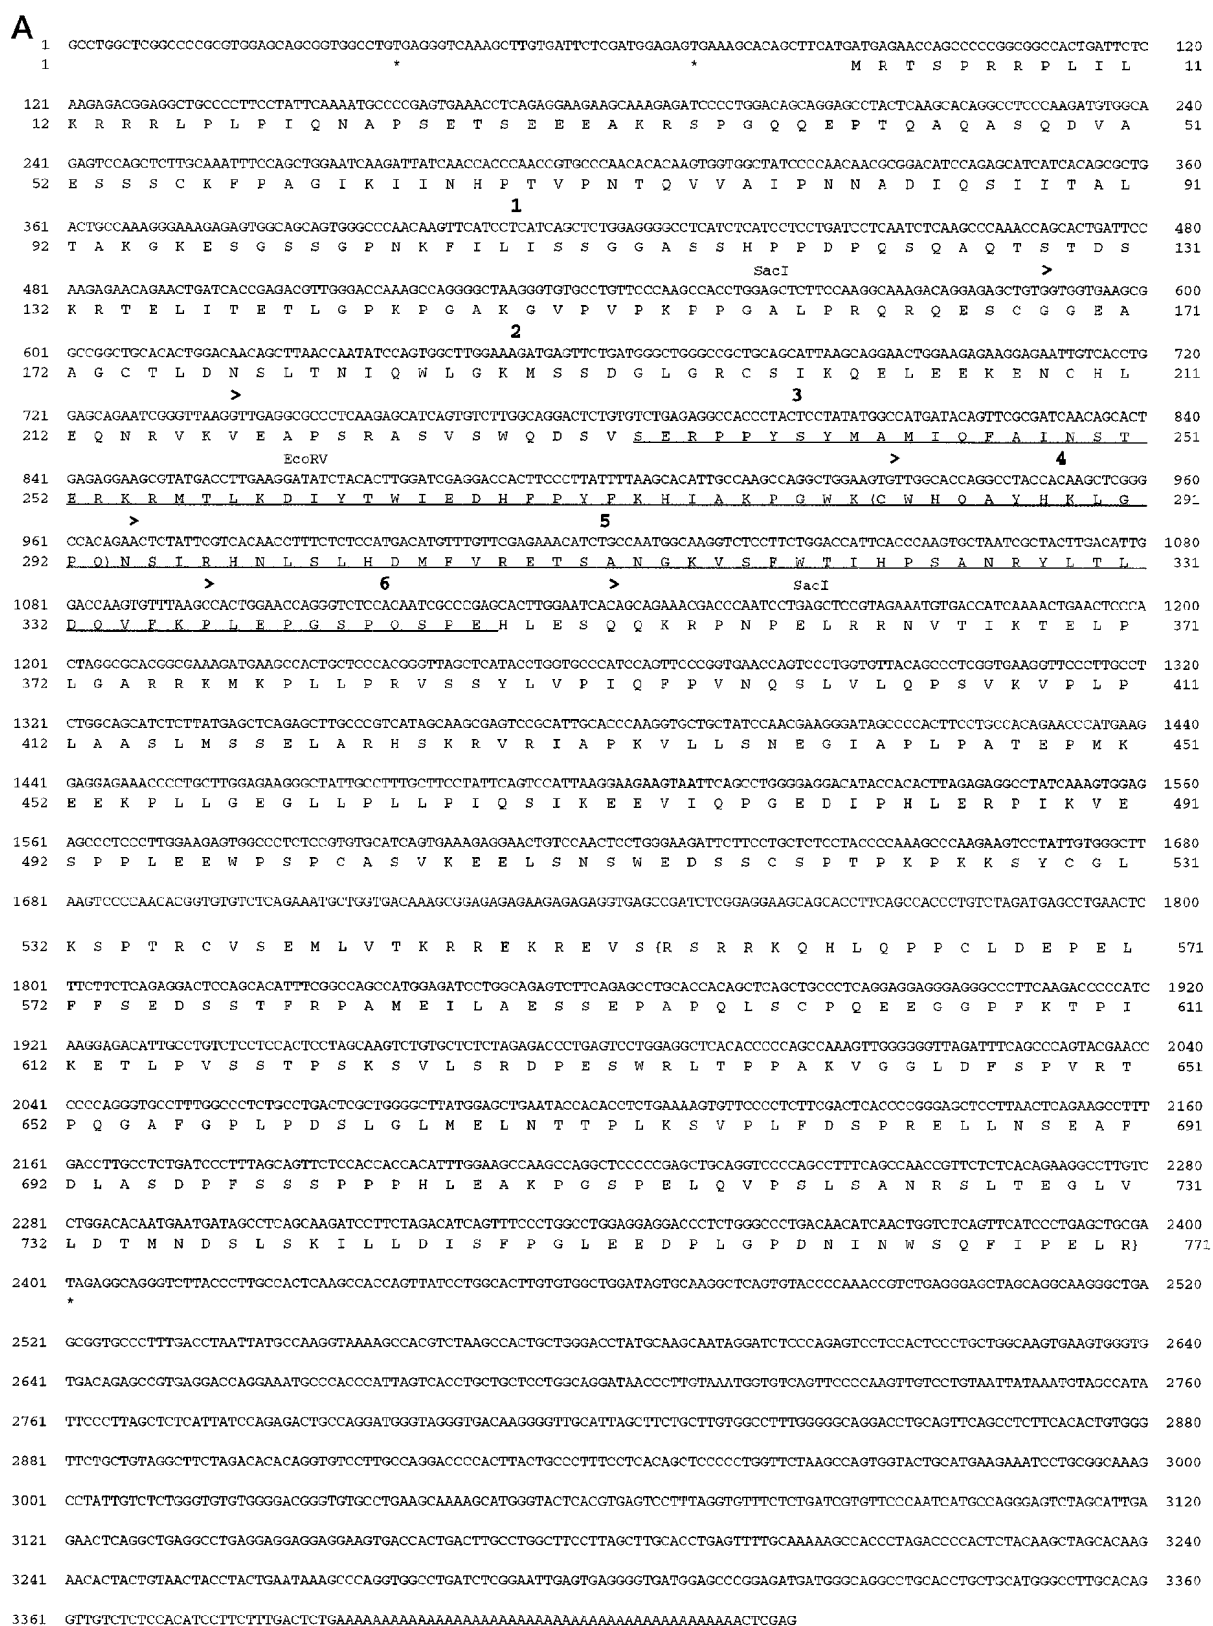 A
1 GCCTGGCTCGGCCCCGCGTGGAGCAGCGGTGGCCTGTGAGGGTCAAAGCTTGTGATTCTCGATGGAGAGTGAAAGCACAGCTTCATGATGAGAACCAGCCCCCGGCGGCCACTGATTCTC 120
1 * * M R T S P R R P L I L 11
121 AAGAGACGGAGGCTGCCCCTTCCTATTCAAAATGCCCCGAGTGAAACCTCAGAGGAAGAAGCAAAGAGATCCCCTGGACAGCAGGAGCCTACTCAAGCACAGGCCTCCCAAGATGTGGCA 240
12 K R R R L P L P I Q N A P S E T S E E E A K R S P G Q Q E P T Q A Q A S Q D V A 51
241 GAGTCCAGCTCTTGCAAATTTCCAGCTGGAATCAAGATTATCAACCACCCAACCGTGCCCAACACACAAGTGGTGGCTATCCCCAACAACGCGGACATCCAGAGCATCATCACAGCGCTG 360
52 E S S S C K F P A G I K I I N H P T V P N T Q V V A I P N N A D I Q S I I T A L 91
1
361 ACTGCCAAAGGGAAAGAGAGTGGCAGCAGTGGGCCCAACAAGTTCATCCTCATCAGCTCTGGAGGGGCCTCATCTCATCCTCCTGATCCTCAATCTCAAGCCCAAACCAGCACTGATTCC 480
92 T A K G K E S G S S G P N K F I L I S S G G A S S H P P D P Q S Q A Q T S T D S 131
SacI >
481 AAGAGAACAGAACTGATCACCGAGACGTTGGGACCAAAGCCAGGGGCTAAGGGTGTGCCTGTTCCCAAGCCACCTGGAGCTCTTCCAAGGCAAAGACAGGAGAGCTGTGGTGGTGAAGCG 600
132 K R T E L I T E T L G P K P G A K G V P V P K P P G A L P R Q R Q E S C G G E A 171
2
601 GCCGGCTGCACACTGGACAACAGCTTAACCAATATCCAGTGGCTTGGAAAGATGAGTTCTGATGGGCTGGGCCGCTGCAGCATTAAGCAGGAACTGGAAGAGAAGGAGAATTGTCACCTG 720
172 A G C T L D N S L T N I Q W L G K M S S D G L G R C S I K Q E L E E K E N C H L 211
> 3
721 GAGCAGAATCGGGTTAAGGTTGAGGCGCCCTCAAGAGCATCAGTGTCTTGGCAGGACTCTGTGTCTGAGAGGCCACCCTACTCCTATATGGCCATGATACAGTTCGCGATCAACAGCACT 840
212 E Q N R V K V E A P S R A S V S W Q D S V S E R P P Y S Y M A M I Q F A I N S T 251
EcoRV > 4
841 GAGAGGAAGCGTATGACCTTGAAGGATATCTACACTTGGATCGAGGACCACTTCCCTTATTTTAAGCACATTGCCAAGCCAGGCTGGAAGTGTTGGCACCAGGCCTACCACAAGCTCGGG 960
252 E R K R M T L K D I Y T W I E D H F P Y F K H I A K P G W K (C W H Q A Y H K L G 291
> 5
961 CCACAGAACTCTATTCGTCACAACCTTTCTCTCCATGACATGTTTGTTCGAGAAACATCTGCCAATGGCAAGGTCTCCTTCTGGACCATTCACCCAAGTGCTAATCGCTACTTGACATTG 1080
292 P Q) N S I R H N L S L H D M F V R E T S A N G K V S F W T I H P S A N R Y L T L 331
> 6 > SacI
1081 GACCAAGTGTTTAAGCCACTGGAACCAGGGTCTCCACAATCGCCCGAGCACTTGGAATCACAGCAGAAACGACCCAATCCTGAGCTCCGTAGAAATGTGACCATCAAAACTGAACTCCCA 1200
332 D Q V F K P L E P G S P Q S P E H L E S Q Q K R P N P E L R R N V T I K T E L P 371
1201 CTAGGCGCACGGCGAAAGATGAAGCCACTGCTCCCACGGGTTAGCTCATACCTGGTGCCCATCCAGTTCCCGGTGAACCAGTCCCTGGTGTTACAGCCCTCGGTGAAGGTTCCCTTGCCT 1320
372 L G A R R K M K P L L P R V S S Y L V P I Q F P V N Q S L V L Q P S V K V P L P 411
1321 CTGGCAGCATCTCTTATGAGCTCAGAGCTTGCCCGTCATAGCAAGCGAGTCCGCATTGCACCCAAGGTGCTGCTATCCAACGAAGGGATAGCCCCACTTCCTGCCACAGAACCCATGAAG 1440
412 L A A S L M S S E L A R H S K R V R I A P K V L L S N E G I A P L P A T E P M K 451
1441 GAGGAGAAACCCCTGCTTGGAGAAGGGCTATTGCCTTTGCTTCCTATTCAGTCCATTAAGGAAGAAGTAATTCAGCCTGGGGAGGACATACCACACTTAGAGAGGCCTATCAAAGTGGAG 1560
452 E E K P L L G E G L L P L L P I Q S I K E E V I Q P G E D I P H L E R P I K V E 491
1561 AGCCCTCCCTTGGAAGAGTGGCCCTCTCCGTGTGCATCAGTGAAAGAGGAACTGTCCAACTCCTGGGAAGATTCTTCCTGCTCTCCTACCCCAAAGCCCAAGAAGTCCTATTGTGGGCTT 1680
492 S P P L E E W P S P C A S V K E E L S N S W E D S S C S P T P K P K K S Y C G L 531
1681 AAGTCCCCAACACGGTGTGTCTCAGAAATGCTGGTGACAAAGCGGAGAGAGAAGAGAGAGGTGAGCCGATCTCGGAGGAAGCAGCACCTTCAGCCACCCTGTCTAGATGAGCCTGAACTC 1800
532 K S P T R C V S E M L V T K R R E K R E V S {R S R R K Q H L Q P P C L D E P E L 571
1801 TTCTTCTCAGAGGACTCCAGCACATTTCGGCCAGCCATGGAGATCCTGGCAGAGTCTTCAGAGCCTGCACCACAGCTCAGCTGCCCTCAGGAGGAGGGAGGGCCCTTCAAGACCCCCATC 1920
572 F F S E D S S T F R P A M E I L A E S S E P A P Q L S C P Q E E G G P F K T P I 611
1921 AAGGAGACATTGCCTGTCTCCTCCACTCCTAGCAAGTCTGTGCTCTCTAGAGACCCTGAGTCCTGGAGGCTCACACCCCCAGCCAAAGTTGGGGGGTTAGATTTCAGCCCAGTACGAACC 2040
612 K E T L P V S S T P S K S V L S R D P E S W R L T P P A K V G G L D F S P V R T 651
2041 CCCCAGGGTGCCTTTGGCCCTCTGCCTGACTCGCTGGGGCTTATGGAGCTGAATACCACACCTCTGAAAAGTGTTCCCCTCTTCGACTCACCCCGGGAGCTCCTTAACTCAGAAGCCTTT 2160
652 P Q G A F G P L P D S L G L M E L N T T P L K S V P L F D S P R E L L N S E A F 691
2161 GACCTTGCCTCTGATCCCTTTAGCAGTTCTCCACCACCACATTTGGAAGCCAAGCCAGGCTCCCCCGAGCTGCAGGTCCCCAGCCTTTCAGCCAACCGTTCTCTCACAGAAGGCCTTGTC 2280
692 D L A S D P F S S S P P P H L E A K P G S P E L Q V P S L S A N R S L T E G L V 731
2281 CTGGACACAATGAATGATAGCCTCAGCAAGATCCTTCTAGACATCAGTTTCCCTGGCCTGGAGGAGGACCCTCTGGGCCCTGACAACATCAACTGGTCTCAGTTCATCCCTGAGCTGCGA 2400
732 L D T M N D S L S K I L L D I S F P G L E E D P L G P D N I N W S Q F I P E L R} 771
2401 TAGAGGCAGGGTCTTACCCTTGCCACTCAAGCCACCAGTTATCCTGGCACTTGTGTGGCTGGATAGTGCAAGGCTCAGTGTACCCCAAACCGTCTGAGGGAGCTAGCAGGCAAGGGCTGA 2520
*
2521 GCGGTGCCCTTTGACCTAATTATGCCAAGGTAAAAGCCACGTCTAAGCCACTGCTGGGACCTATGCAAGCAATAGGATCTCCCAGAGTCCTCCACTCCCTGCTGGCAAGTGAAGTGGGTG 2640
2641 TGACAGAGCCGTGAGGACCAGGAAATGCCCACCCATTAGTCACCTGCTGCTCCTGGCAGGATAACCCTTGTAAATGGTGTCAGTTCCCCAAGTTGTCCTGTAATTATAAATGTAGCCATA 2760
2761 TTCCCTTAGCTCTCATTATCCAGAGACTGCCAGGATGGGTAGGGTGACAAGGGGTTGCATTAGCTTCTGCTTGTGGCCTTTGGGGGCAGGACCTGCAGTTCAGCCTCTTCACACTGTGGG 2880
2881 TTCTGCTGTAGGCTTCTAGACACACAGGTGTCCTTGCCAGGACCCCACTTACTGCCCTTTCCTCACAGCTCCCCCTGGTTCTAAGCCAGTGGTACTGCATGAAGAAATCCTGCGGCAAAG 3000
3001 CCTATTGTCTCTGGGTGTGTGGGGACGGGTGTGCCTGAAGCAAAAGCATGGGTACTCACGTGAGTCCTTTAGGTGTTTCTCTGATCGTGTTCCCAATCATGCCAGGGAGTCTAGCATTGA 3120
3121 GAACTCAGGCTGAGGCCTGAGGAGGAGGAGGAAGTGACCACTGACTTGCCTGGCTTCCTTAGCTTGCACCTGAGTTTTGCAAAAAGCCACCCTAGACCCCACTCTACAAGCTAGCACAAG 3240
3241 AACACTACTGTAACTACCTACTGAATAAAGCCCAGGTGGCCTGATCTCGGAATTGAGTGAGGGGTGATGGAGCCCGGAGATGATGGGCAGGCCTGCACCTGCTGCATGGGCCTTGCACAG 3360
3361 GTTGTCTCTCCACATCCTTCTTTGACTCTGAAAAAAAAAAAAAAAAAAAAAAAAAAAAAAAAAAAAAAAAAAAAACTCGAG